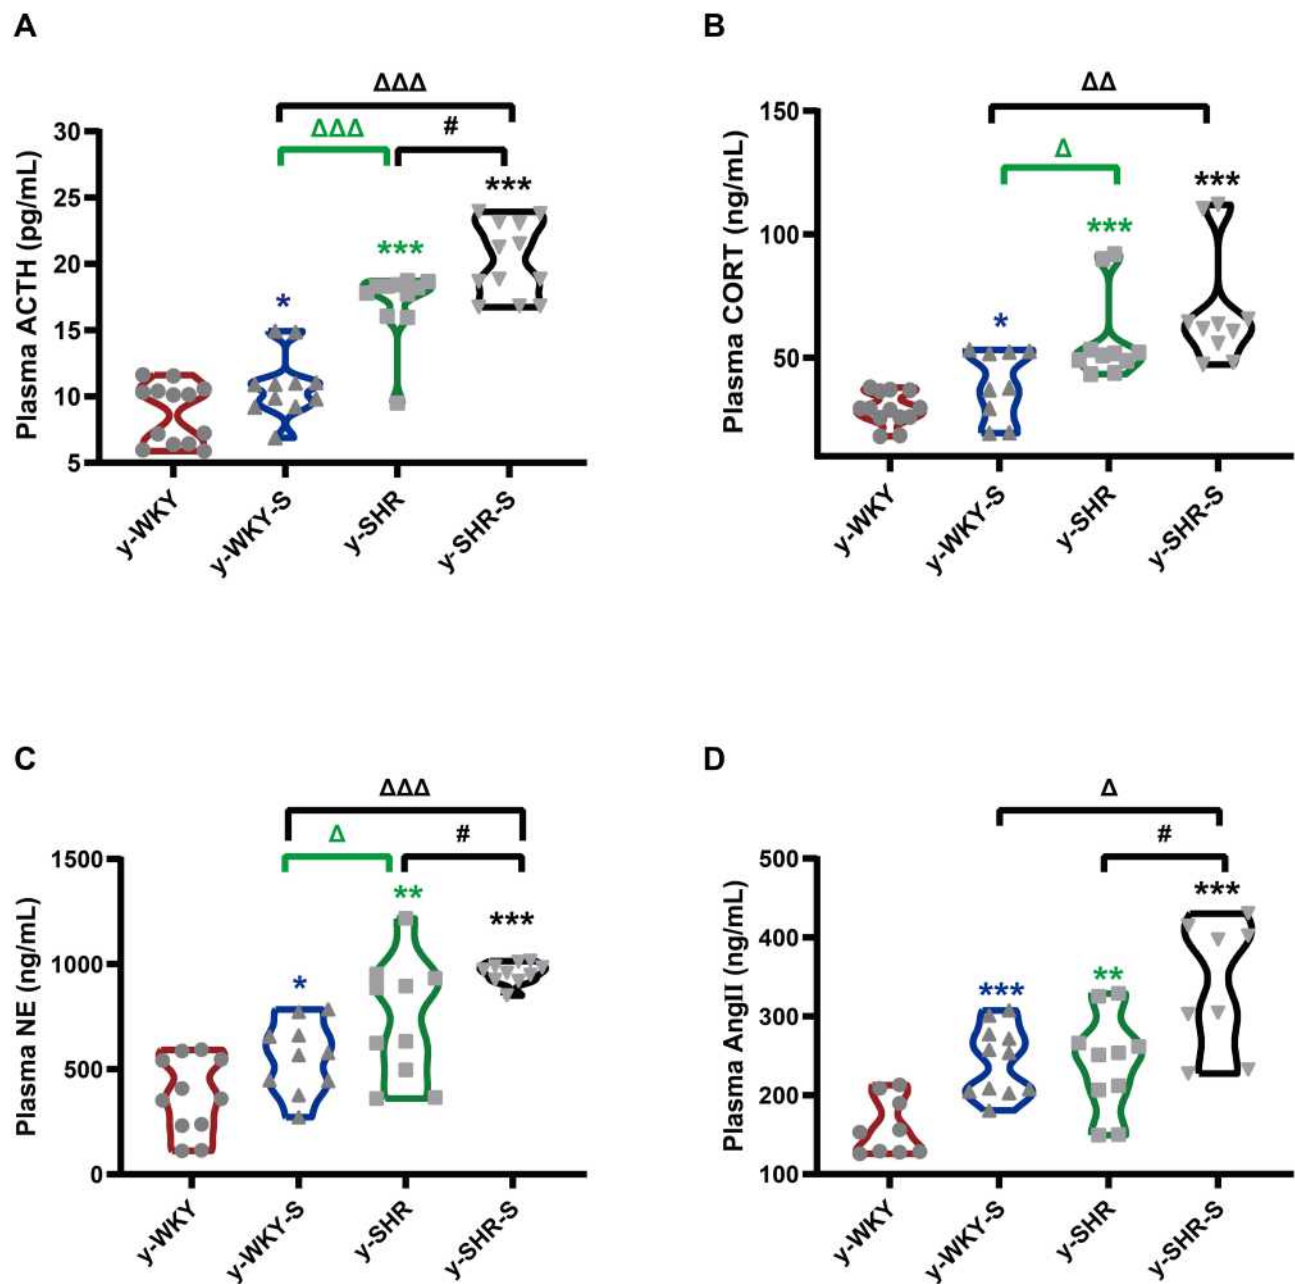 A
ΔΔΔ
ΔΔΔ
#
***
***
*
30
25
20
15
10
5
Plasma ACTH (pg/mL)
y-WKY
y-WKY-S
y-SHR
y-SHR-S
B
ΔΔ
Δ
***
***
*
150
100
50
Plasma CORT (ng/mL)
y-WKY
y-WKY-S
y-SHR
y-SHR-S
C
ΔΔΔ
Δ
#
**
***
*
1500
1000
500
0
Plasma NE (ng/mL)
y-WKY
y-WKY-S
y-SHR
y-SHR-S
D
Δ
#
***
**
***
500
400
300
200
100
Plasma AngII (ng/mL)
y-WKY
y-WKY-S
y-SHR
y-SHR-S